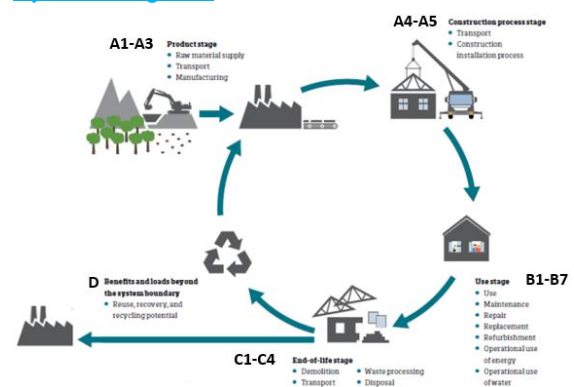 A1-A3
Product stage
• Raw material supply
• Transport
• Manufacturing
A4-A5
Construction process stage
• Transport
• Construction
installation process
B1-B7
Use stage
• Use
• Maintenance
• Repair
• Replacement
• Refurbishment
• Operational use
of energy
• Operational use
of water
C1-C4
End-of-life stage
• Demolition
• Transport
• Waste processing
• Disposal
D
Benefits and loads beyond
the system boundary
• Reuse, recovery, and
recycling potential